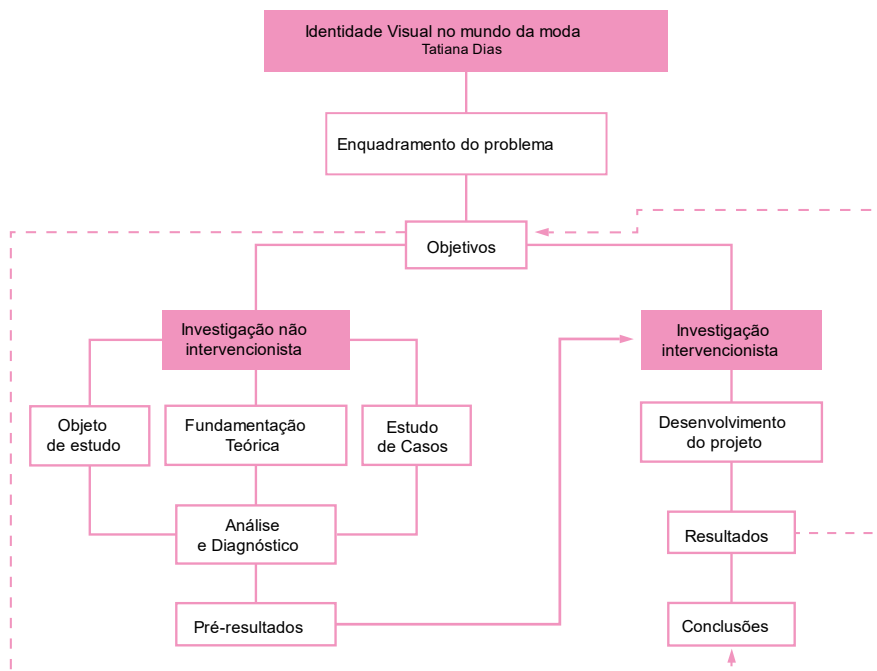 Identidade Visual no mundo da moda
Tatiana Dias
Enquadramento do problema
Objetivos
Investigação não
intervencionista
Investigação
intervencionista
Objeto
de estudo
Fundamentação
Teórica
Estudo
de Casos
Desenvolvimento
do projeto
Análise
e Diagnóstico
Resultados
Pré-resultados
Conclusões